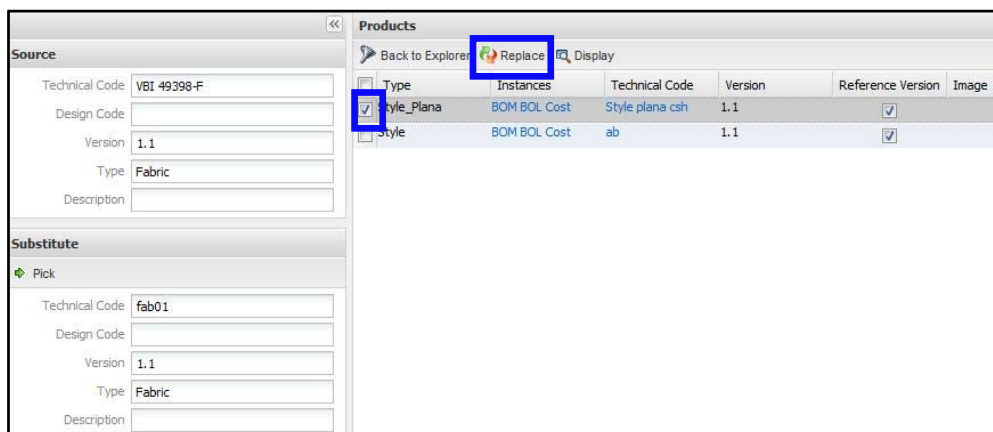 Source
Technical Code VBI 49398-F
Design Code
Version 1.1
Type Fabric
Description
Substitute
Pick
Technical Code fab01
Design Code
Version 1.1
Type Fabric
Description
Products
Back to Explorer Replace Display
Type Instances Technical Code Version Reference Version Image
Style_Plana BOM BOL Cost Style plana csh 1.1
Style BOM BOL Cost ab 1.1